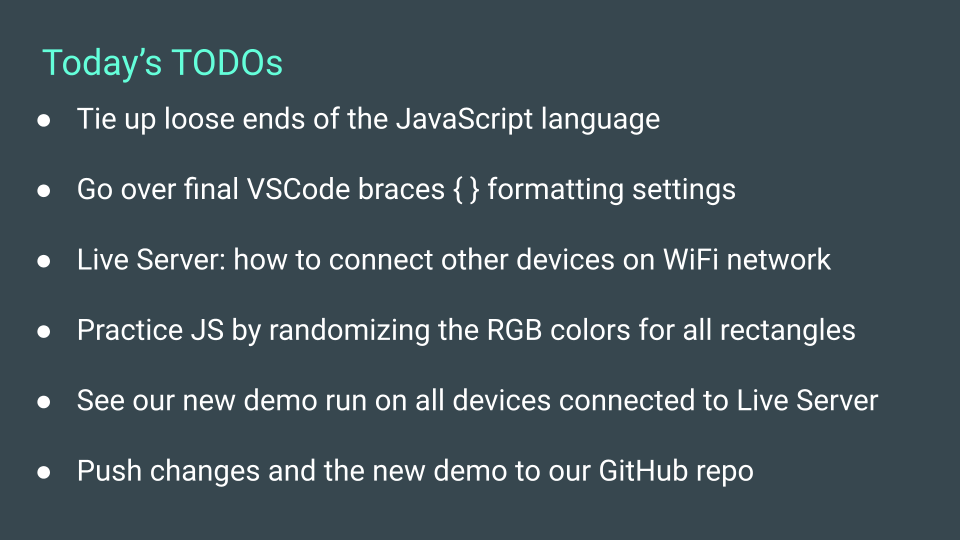 Today’s TODOs
● Tie up loose ends of the JavaScript language
● Go over final VSCode braces { } formatting settings
● Live Server: how to connect other devices on WiFi network
● Practice JS by randomizing the RGB colors for all rectangles
● See our new demo run on all devices connected to Live Server
● Push changes and the new demo to our GitHub repo